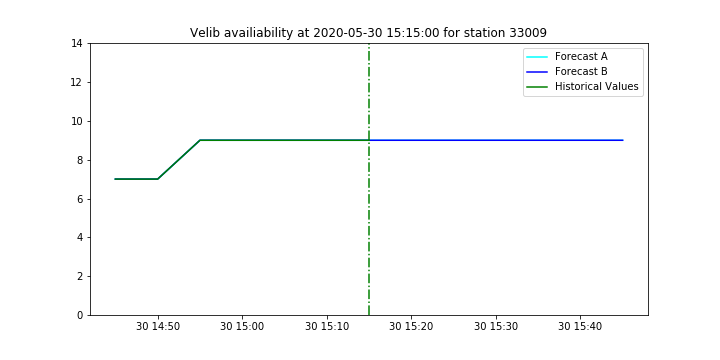 Velib availiability at 2020-05-30 15:15:00 for station 33009
14
12
10
8
6
4
2
0
Forecast A
Forecast B
Historical Values
30 14:50 30 15:00 30 15:10 30 15:20 30 15:30 30 15:40